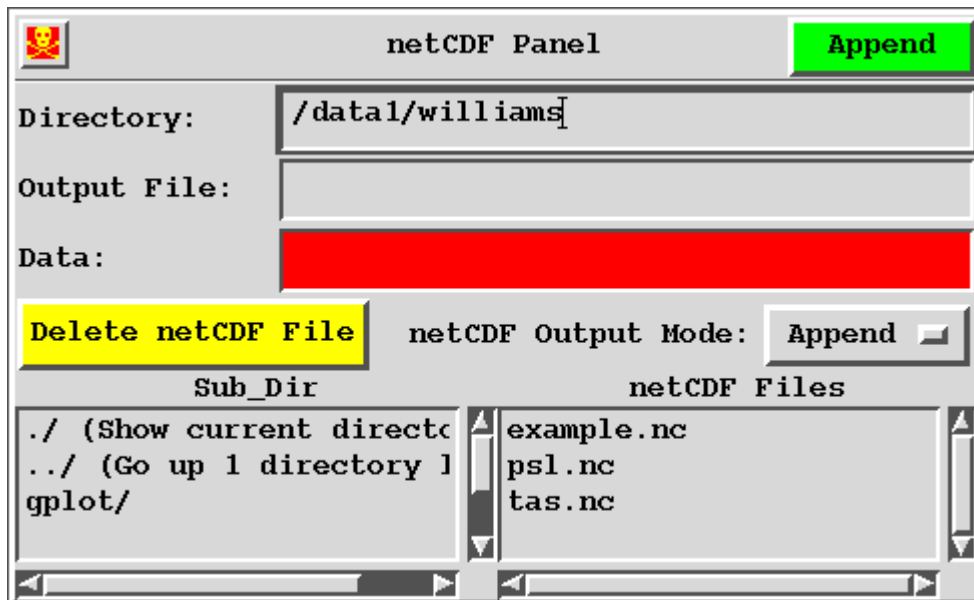 netCDF Panel
Append
Directory:
/data1/williams
Output File:
Data:
Delete netCDF File
netCDF Output Mode:
Append
Sub_Dir
./ (Show current directo
../ (Go up 1 directory l
gplot/
netCDF Files
example.nc
psl.nc
tas.nc